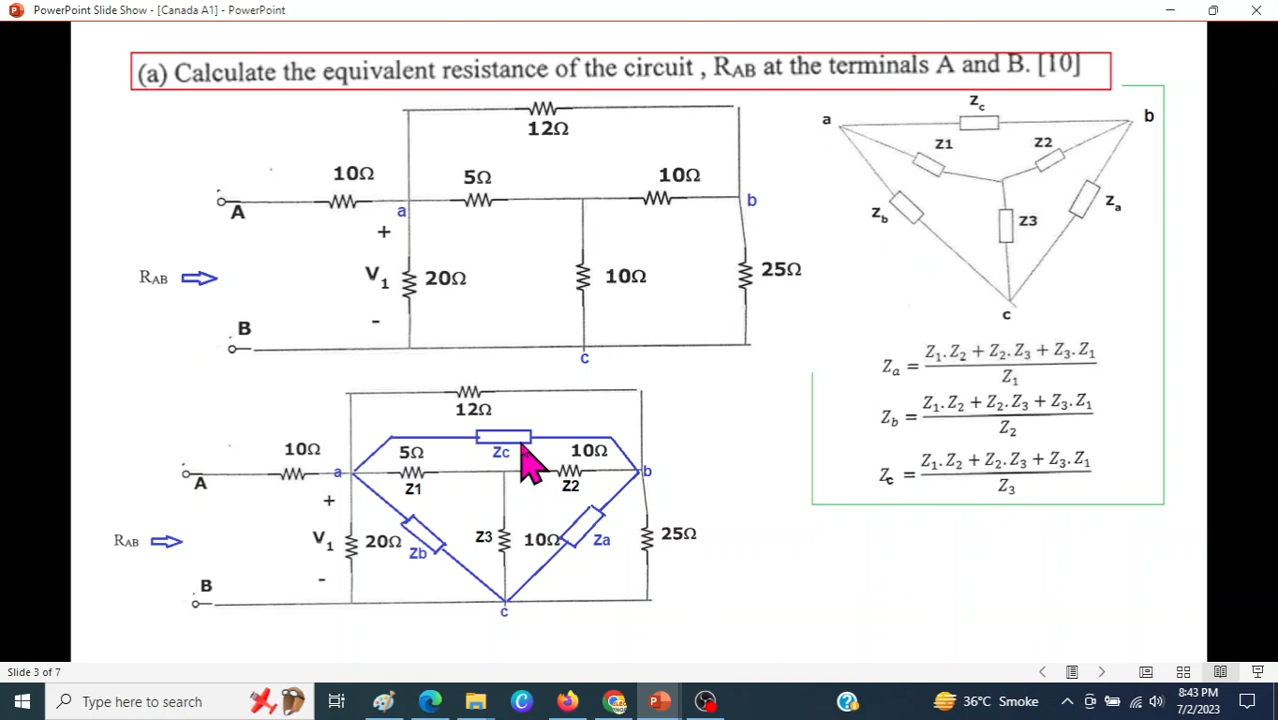 PowerPoint Slide Show - [Canada A1] - PowerPoint
(a) Calculate the equivalent resistance of the circuit , RAB at the terminals A and B. [10]
12Ω
10Ω
5Ω
10Ω
A
a
b
+
RAB
V1
20Ω
10Ω
25Ω
-
B
c
Zc
a
b
Z1
Z2
Zb
Z3
Za
c
Za = Z1.Z2 + Z2.Z3 + Z3.Z1 / Z1
Zb = Z1.Z2 + Z2.Z3 + Z3.Z1 / Z2
Zc = Z1.Z2 + Z2.Z3 + Z3.Z1 / Z3
12Ω
10Ω
5Ω
Zc
10Ω
A
a
Z1
Z2
b
+
RAB
V1
20Ω
Zb
Z3
10Ω
Za
25Ω
-
B
c
Slide 3 of 7
Type here to search
36°C Smoke
8:43 PM
7/2/2023